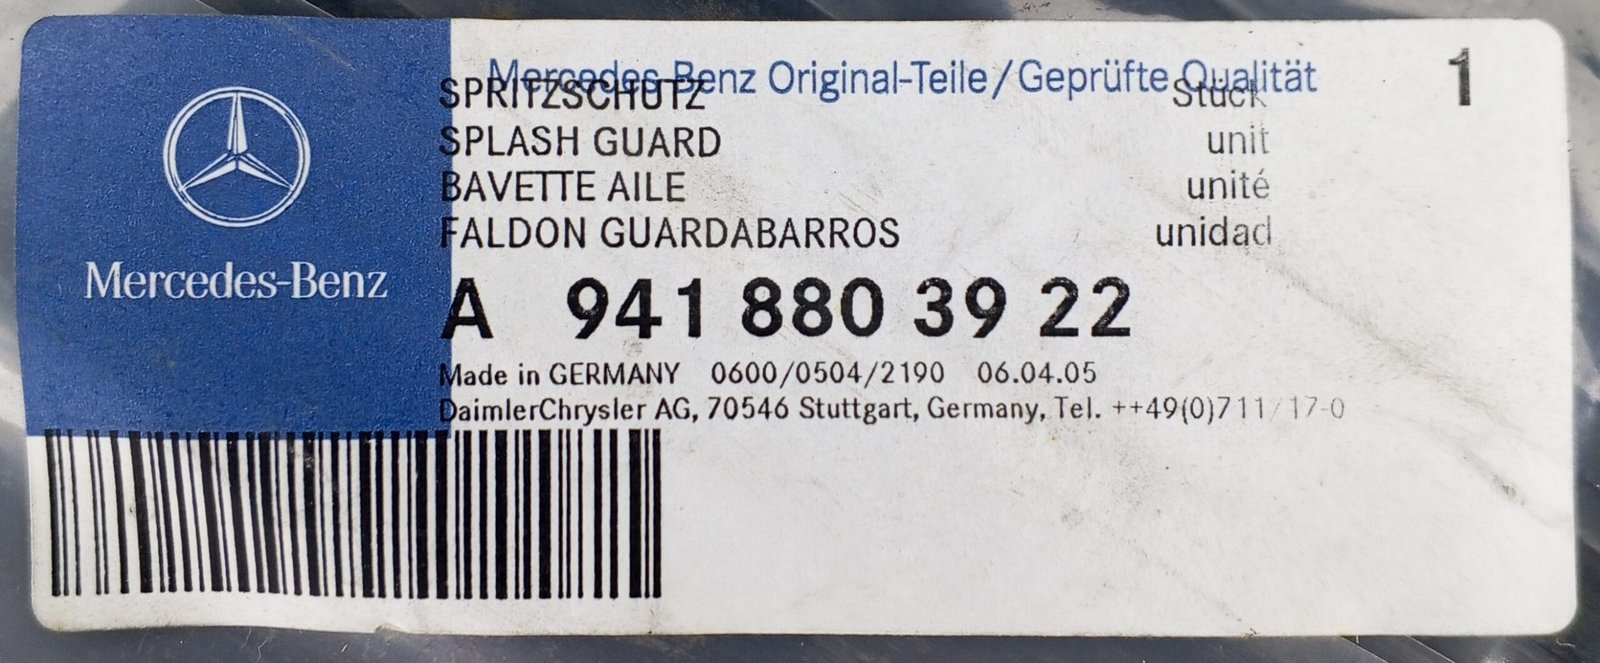 Mercedes-Benz Original-Teile/Geprüfte Qualität
SPRITZSCHUTZ Stück 1
SPLASH GUARD unit
BAVETTE AILE unité
FALDON GUARDABARROS unidad
Mercedes-Benz
A 941 880 39 22
Made in GERMANY 0600/0504/2190 06.04.05
DaimlerChrysler AG, 70546 Stuttgart, Germany, Tel. ++49(0)711/17-0